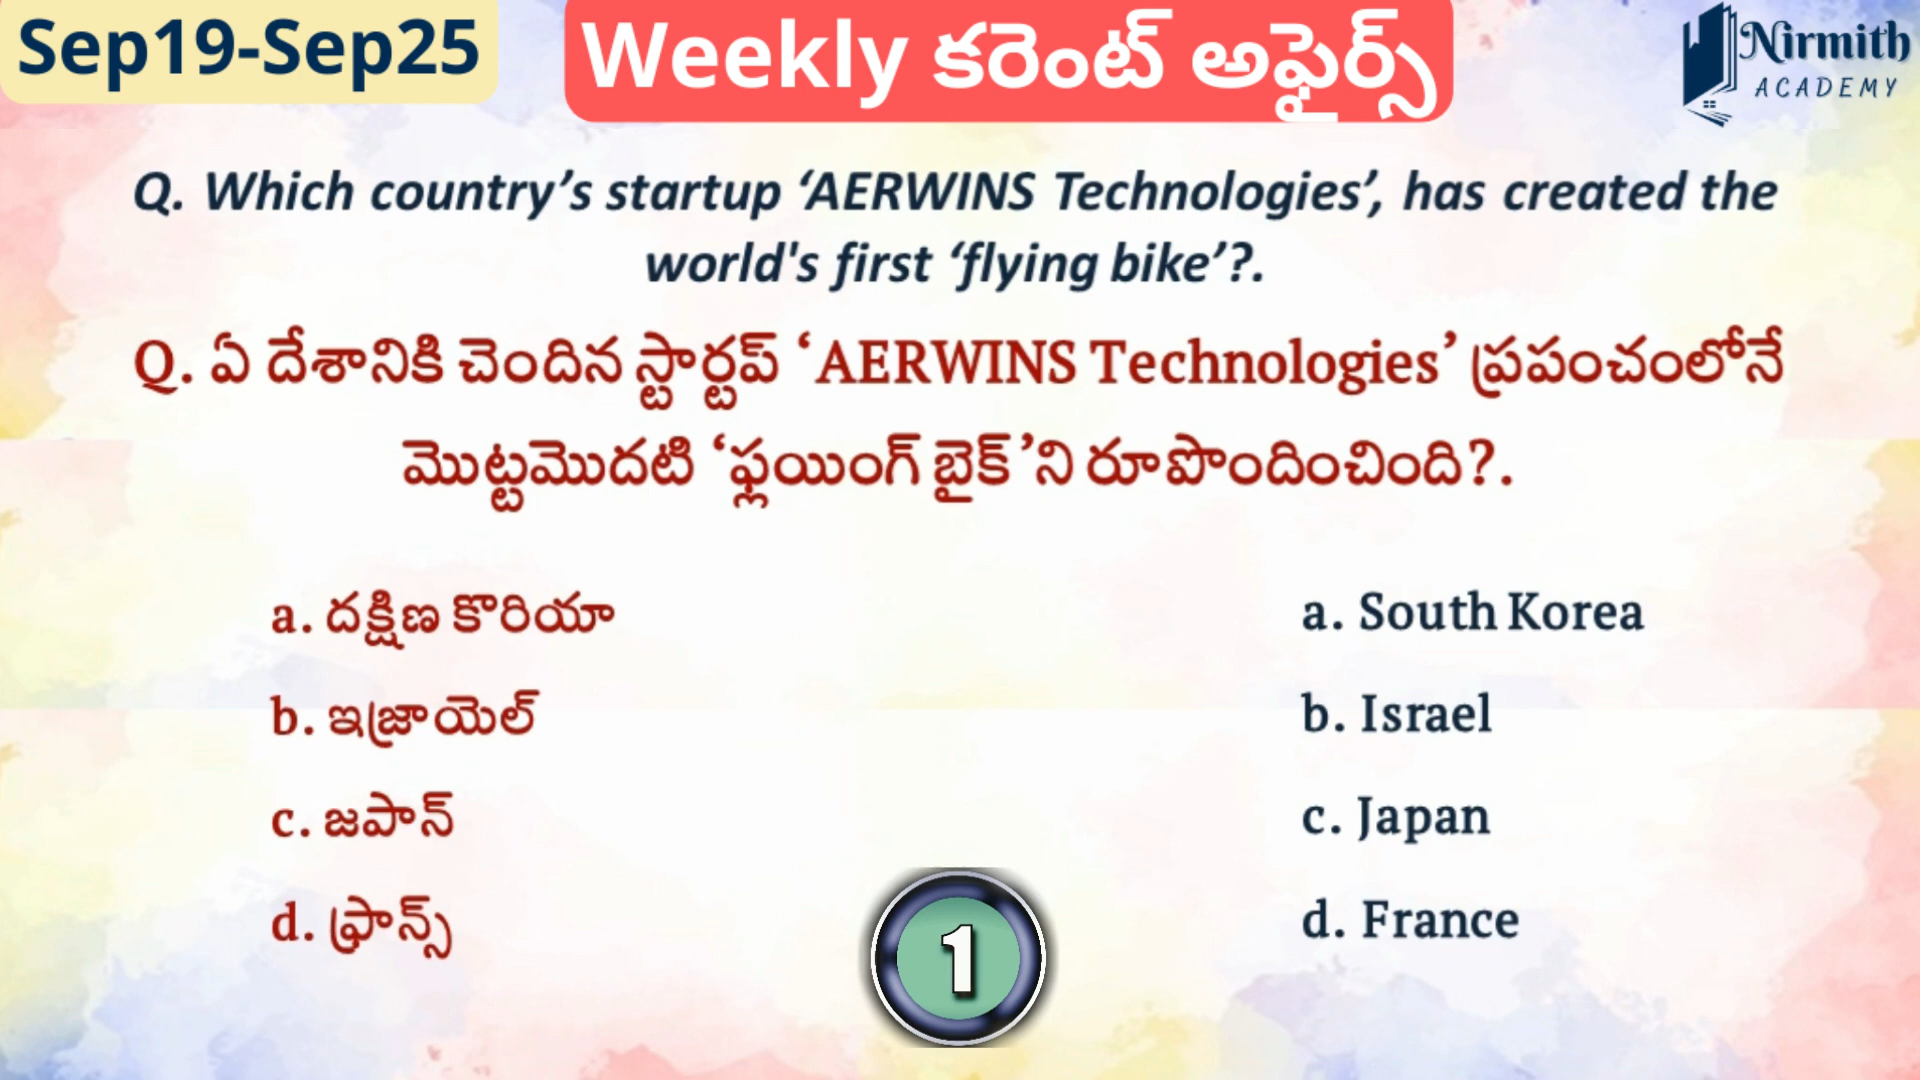 Sep19-Sep25
Weekly కరెంట్ అఫైర్స్
Nirmith
ACADEMY
Q. Which country’s startup ‘AERWINS Technologies’, has created the
world's first ‘flying bike’?.
Q. ఏ దేశానికి చెందిన స్టార్టప్ ‘AERWINS Technologies’ ప్రపంచంలోనే
మొట్టమొదటి ‘ఫ్లయింగ్ బైక్’ని రూపొందించింది?.
a. దక్షిణ కొరియా
b. ఇజ్రాయెల్
c. జపాన్
d. ఫ్రాన్స్
a. South Korea
b. Israel
c. Japan
d. France
1